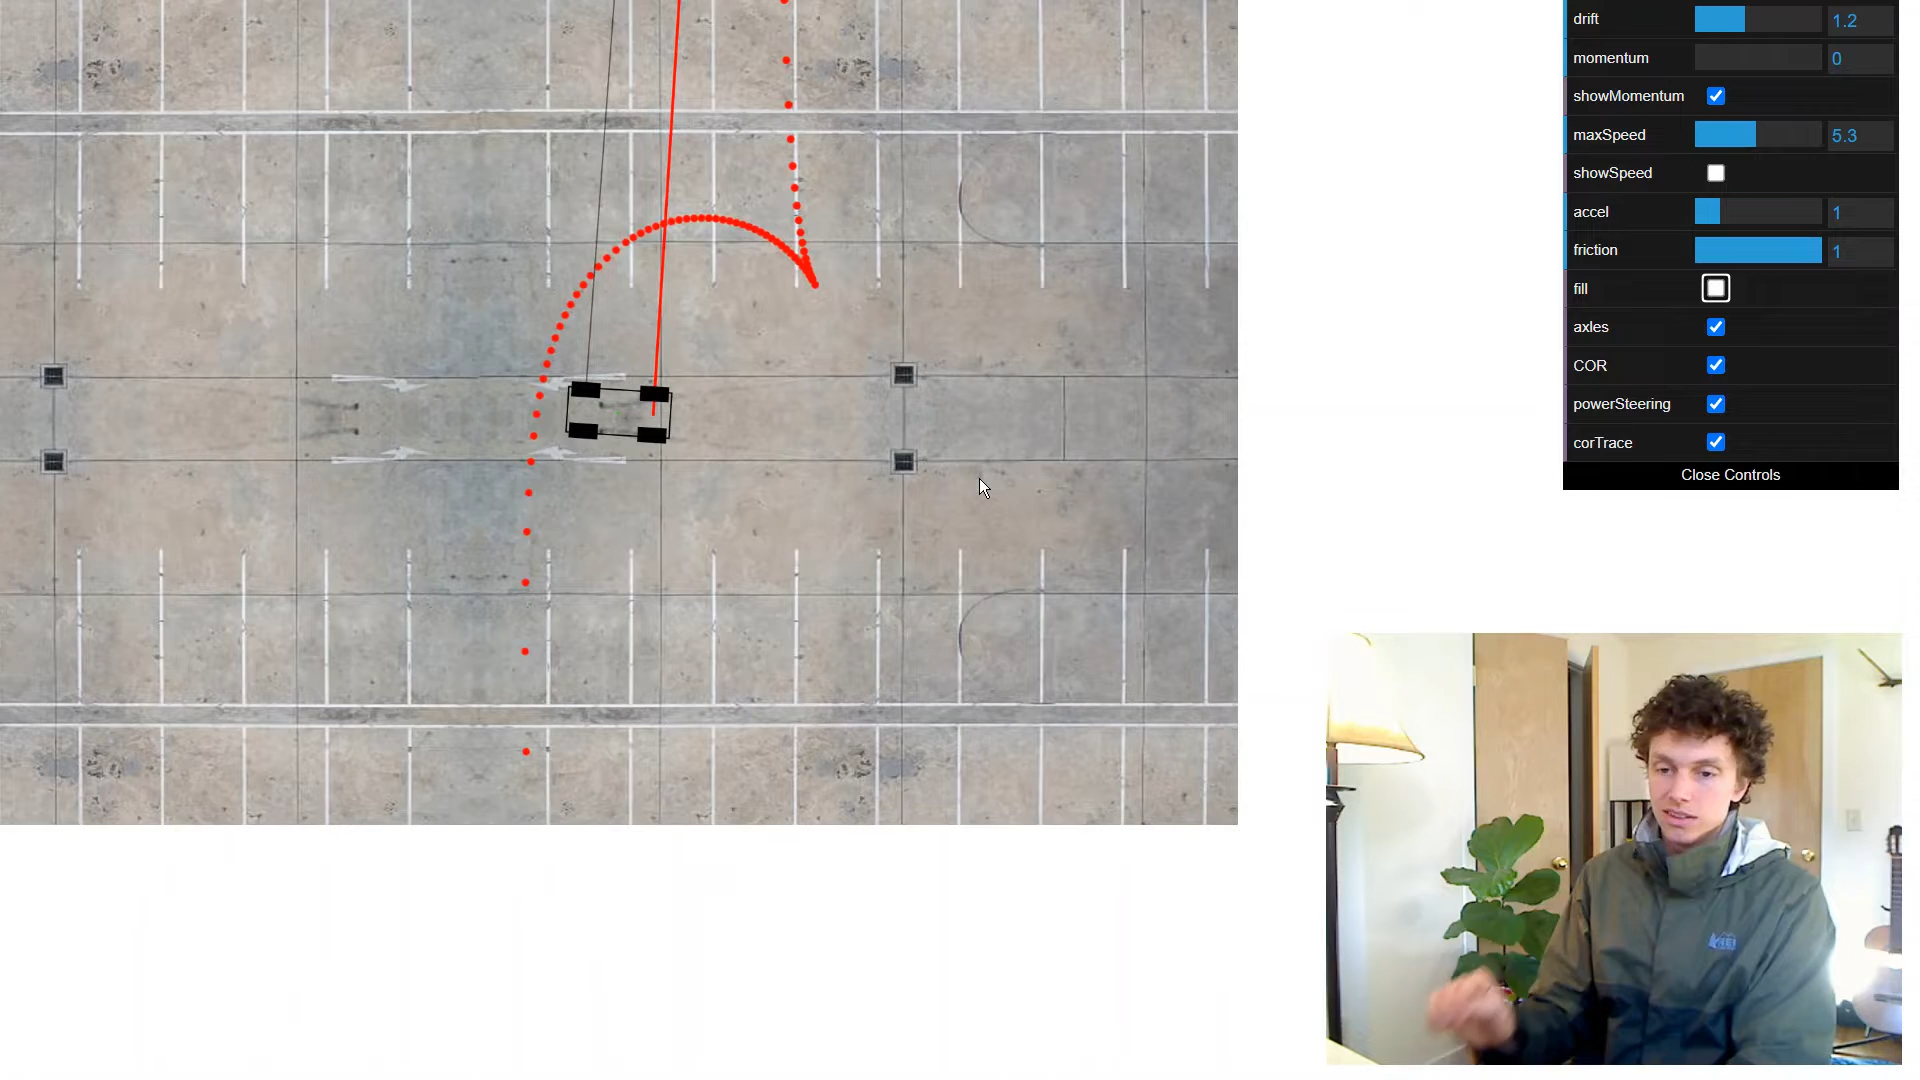 drift 1.2
momentum 0
showMomentum
maxSpeed 5.3
showSpeed
accel 1
friction 1
fill
axles
COR
powerSteering
corTrace
Close Controls